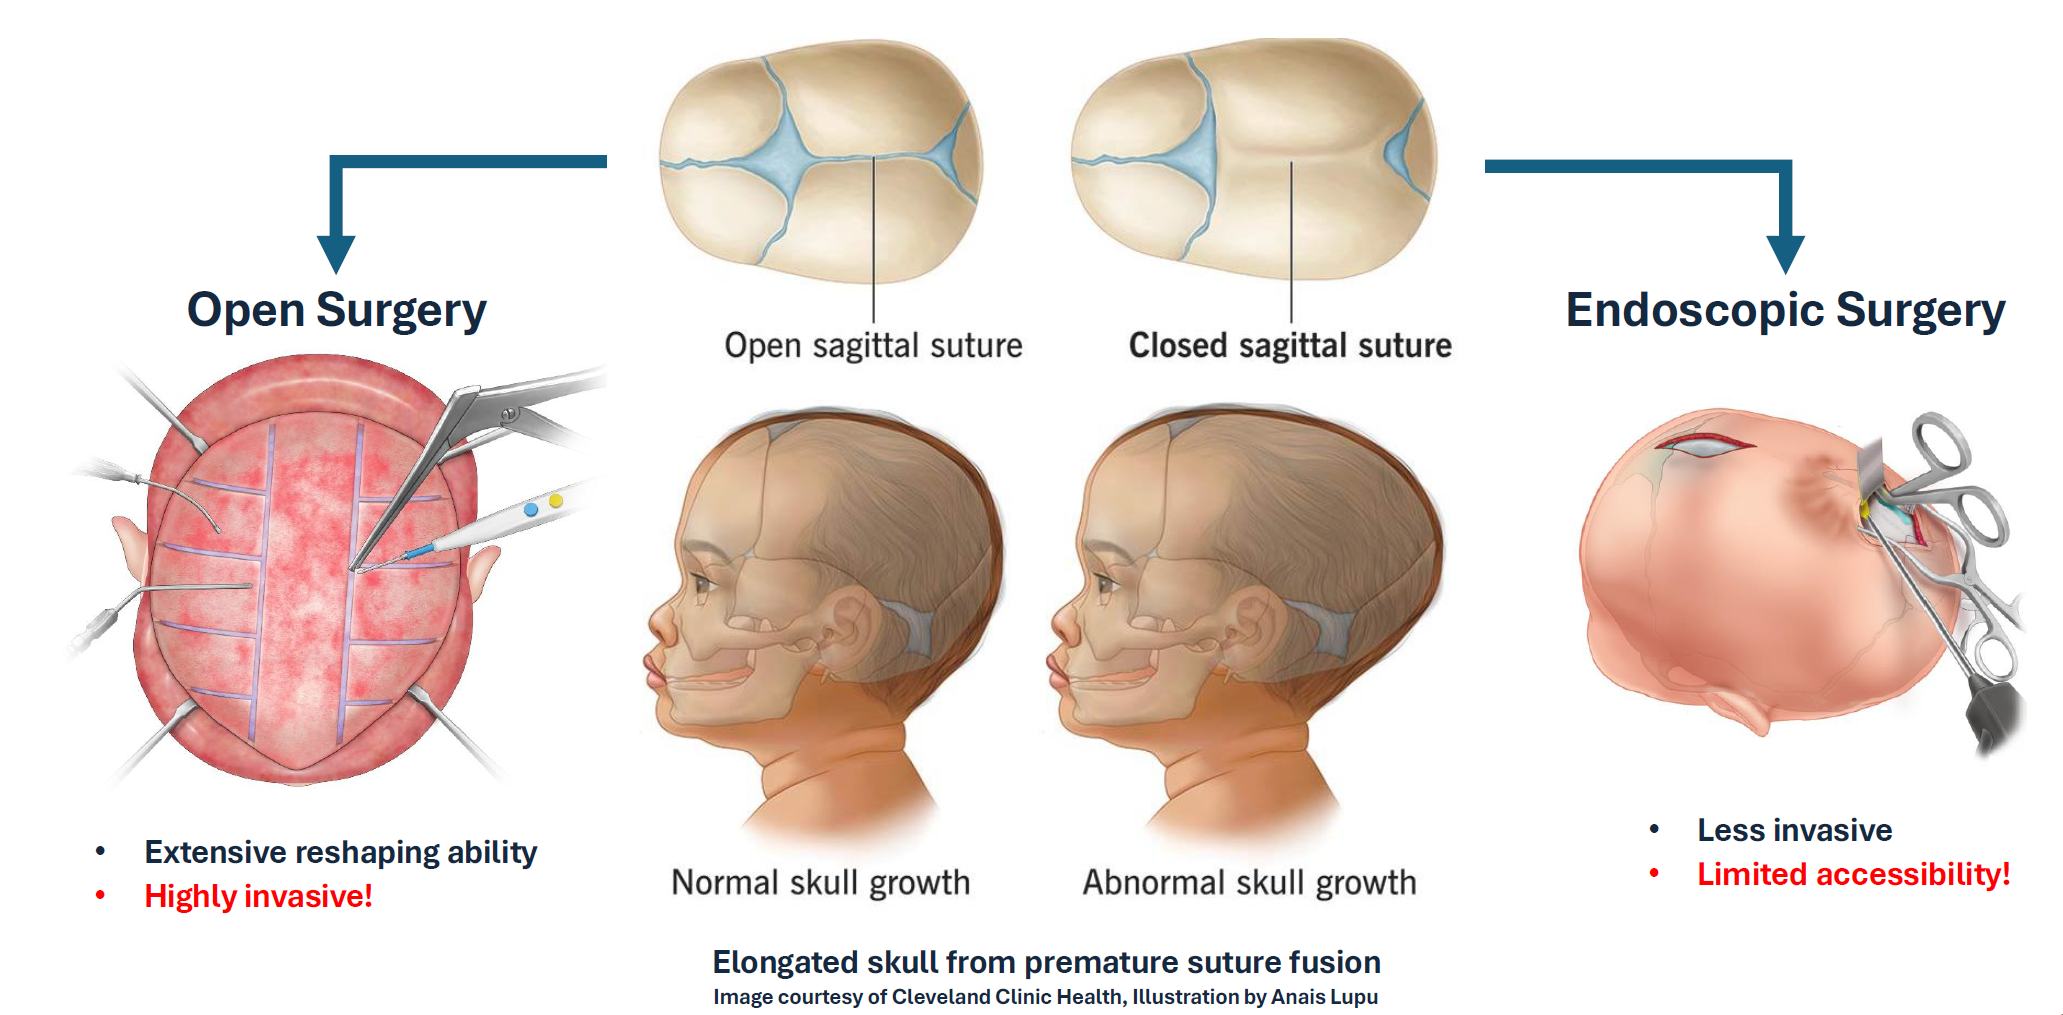 Open sagittal suture
Closed sagittal suture
Open Surgery
Endoscopic Surgery
• Extensive reshaping ability
• Highly invasive!
Normal skull growth
Abnormal skull growth
• Less invasive
• Limited accessibility!
Elongated skull from premature suture fusion
Image courtesy of Cleveland Clinic Health, Illustration by Anais Lupu